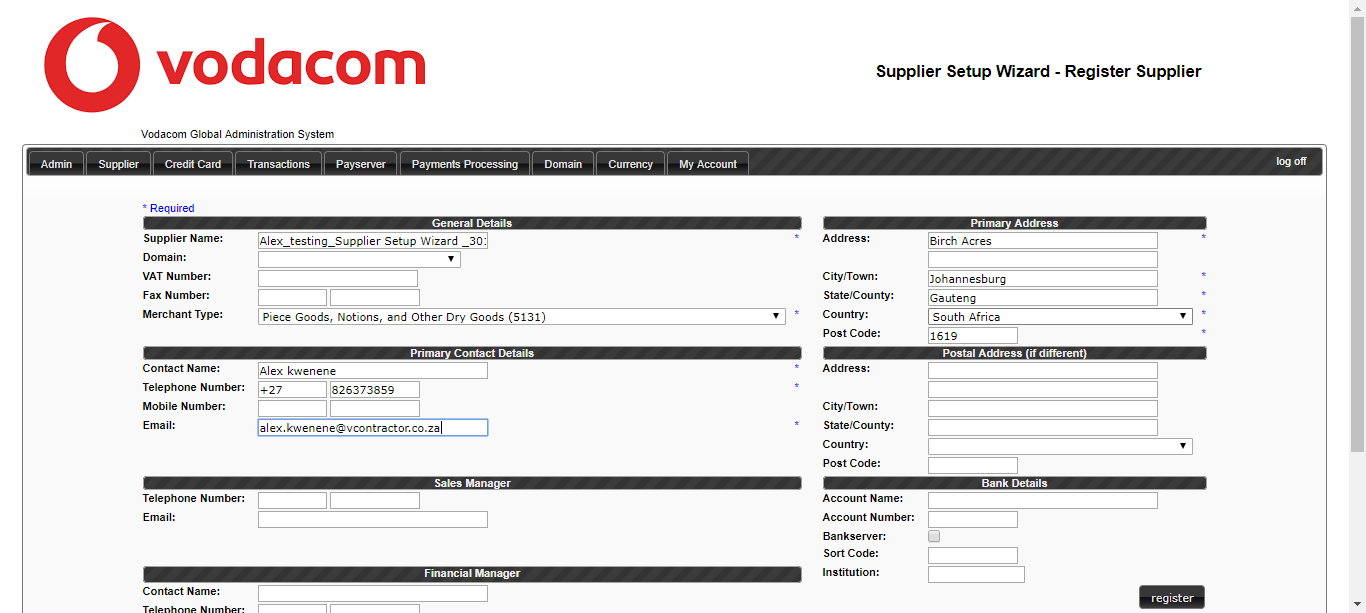 vodacom
Supplier Setup Wizard - Register Supplier
Vodacom Global Administration System
Admin Supplier Credit Card Transactions Payserver Payments Processing Domain Currency My Account log off
* Required
General Details
Supplier Name: Alex_testing_Supplier Setup Wizard _30 *
Domain:
VAT Number:
Fax Number:
Merchant Type: Piece Goods, Notions, and Other Dry Goods (5131) *
Primary Contact Details
Contact Name: Alex kwenene *
Telephone Number: +27 826373859 *
Mobile Number:
Email: alex.kwenene@vcontractor.co.za *
Sales Manager
Telephone Number:
Email:
Financial Manager
Contact Name:
Telephone Number:
Primary Address
Address: Birch Acres *
City/Town: Johannesburg *
State/County: Gauteng *
Country: South Africa *
Post Code: 1619 *
Postal Address (if different)
Address:
City/Town:
State/County:
Country:
Post Code:
Bank Details
Account Name:
Account Number:
Bankserver:
Sort Code:
Institution:
register